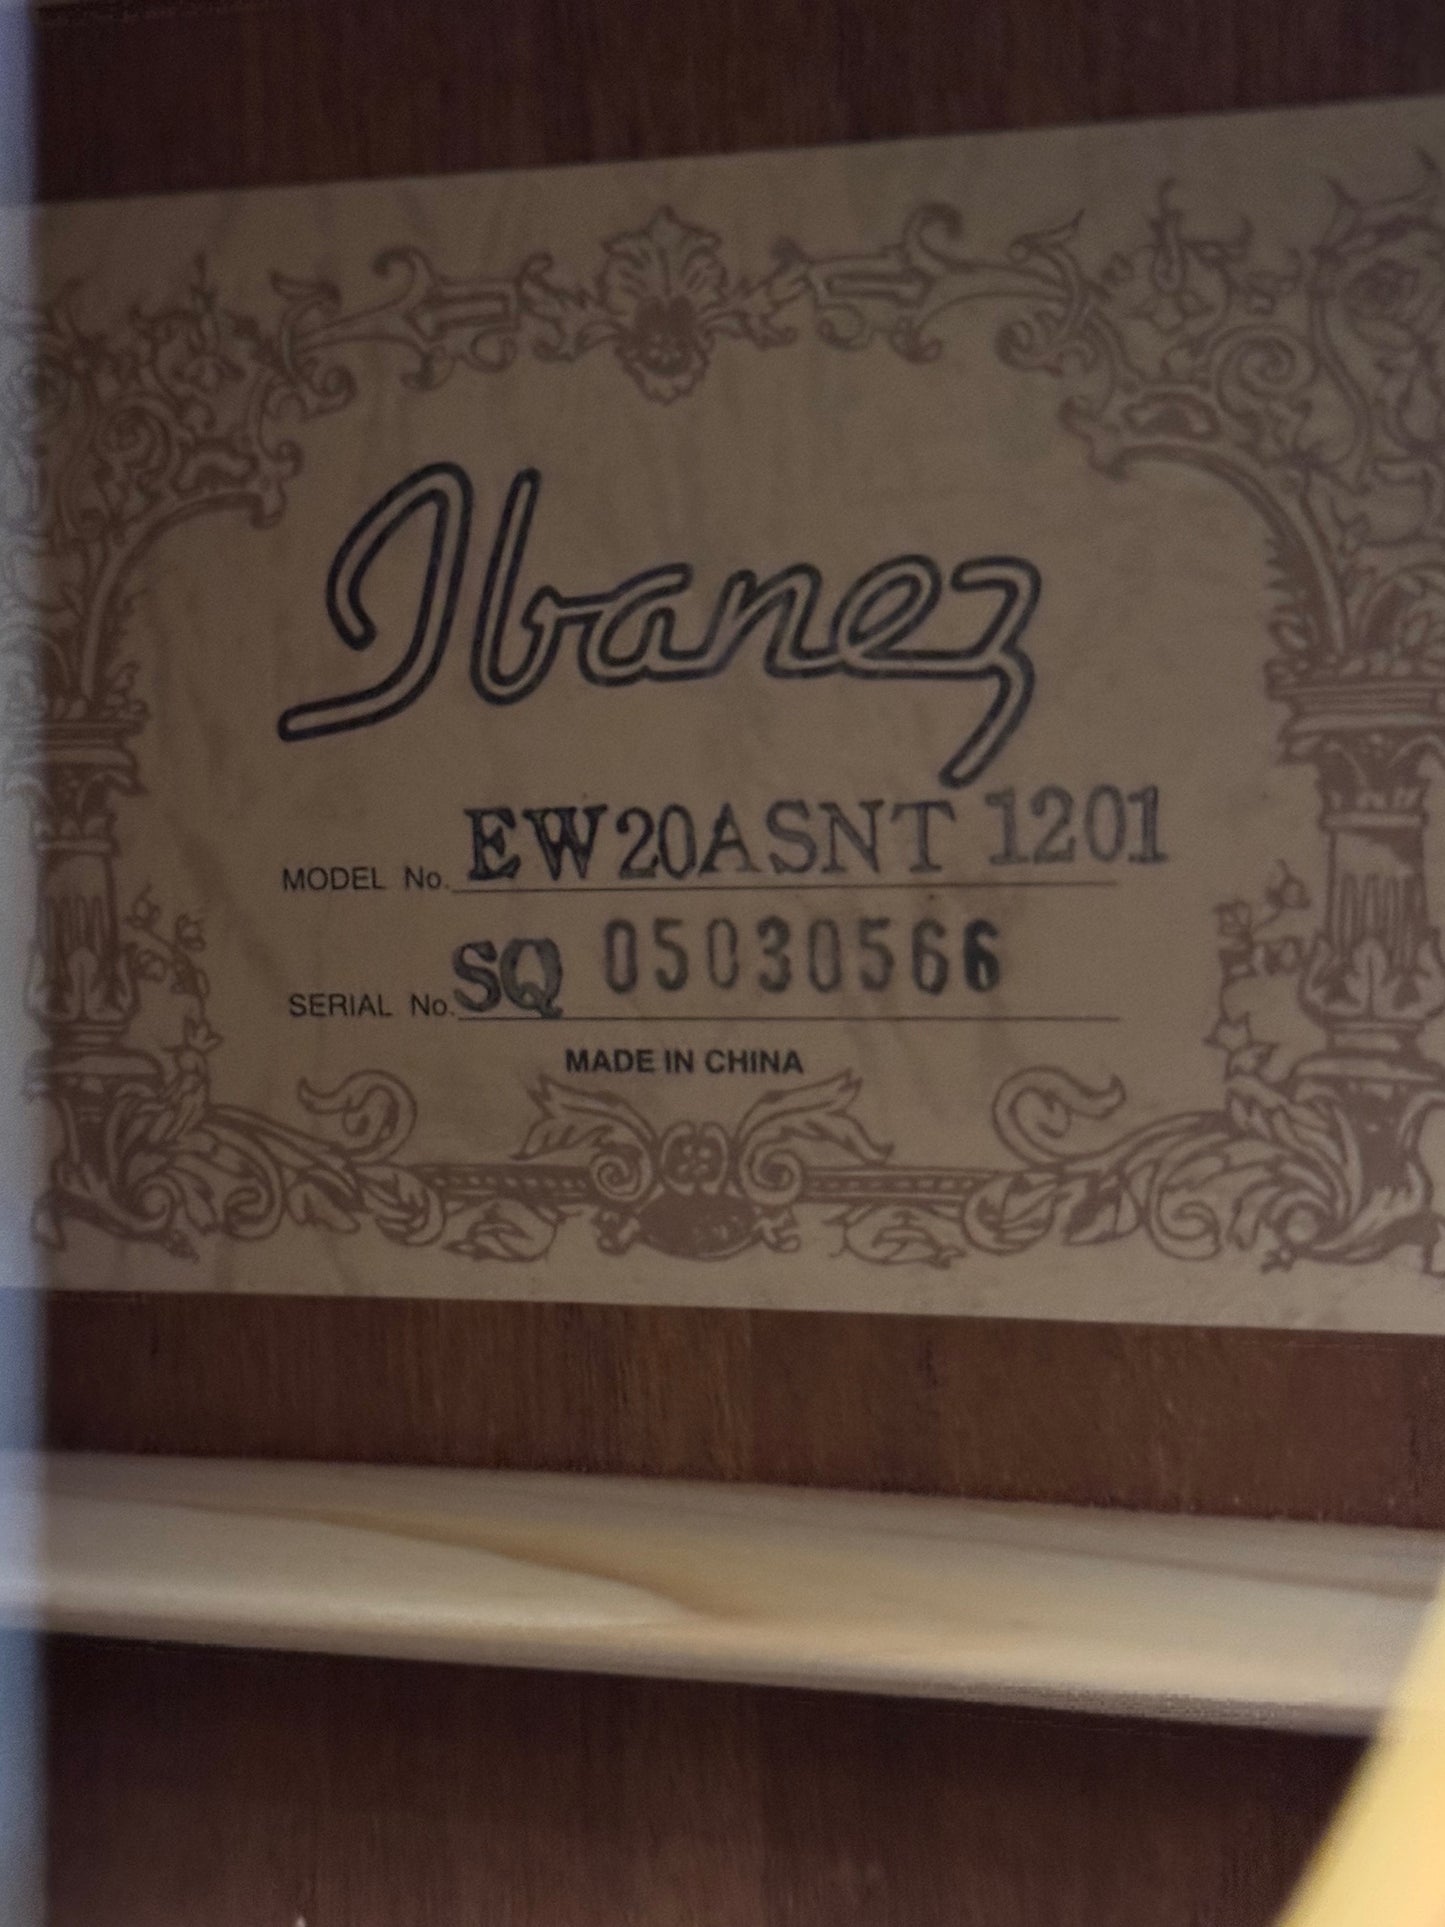 Ibanez
MODEL No. EW20ASNT 1201
SERIAL No. SQ 05030566
MADE IN CHINA